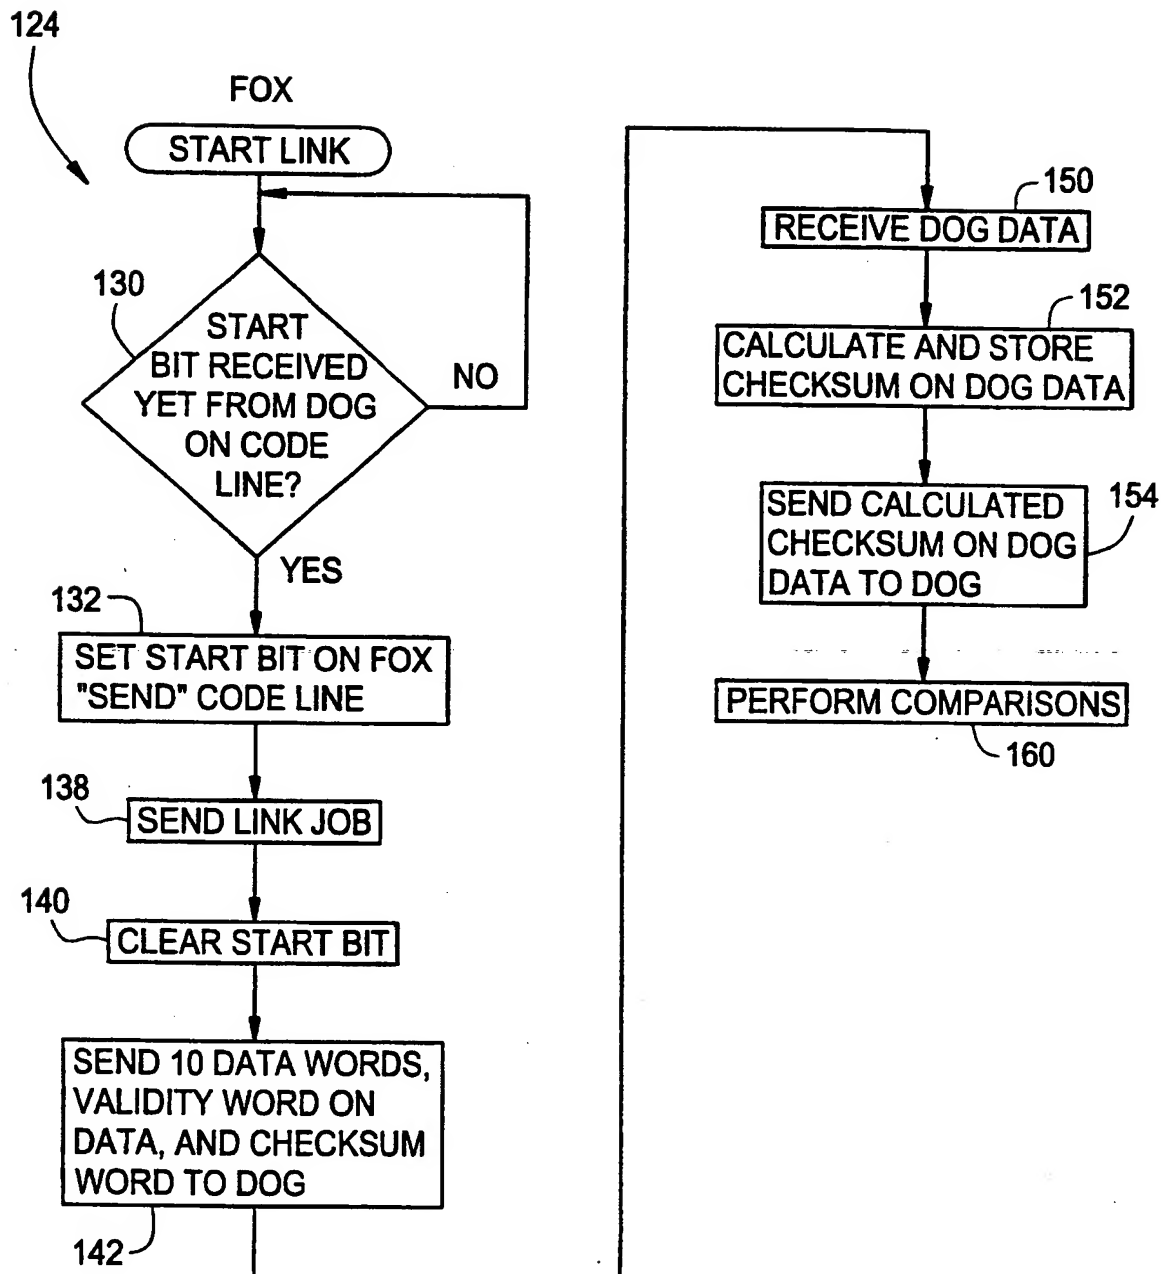 124
FOX
START LINK
130
START
BIT RECEIVED
YET FROM DOG
ON CODE
LINE?
NO
YES
132
SET START BIT ON FOX
"SEND" CODE LINE
138
SEND LINK JOB
140
CLEAR START BIT
SEND 10 DATA WORDS,
VALIDITY WORD ON
DATA, AND CHECKSUM
WORD TO DOG
142
150
RECEIVE DOG DATA
152
CALCULATE AND STORE
CHECKSUM ON DOG DATA
SEND CALCULATED
CHECKSUM ON DOG
DATA TO DOG
154
PERFORM COMPARISONS
160